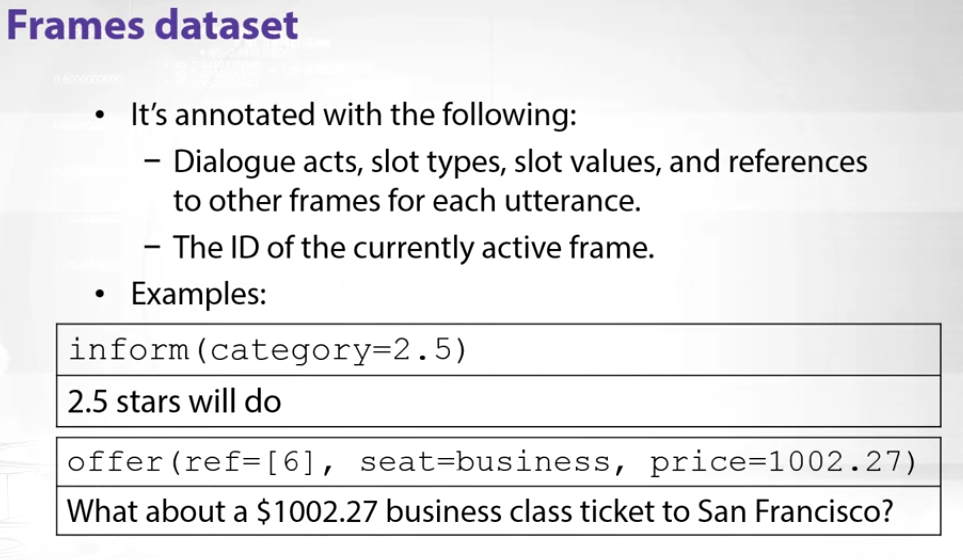 Frames dataset
• It's annotated with the following:
– Dialogue acts, slot types, slot values, and references
to other frames for each utterance.
– The ID of the currently active frame.
• Examples:
inform(category=2.5)
2.5 stars will do
offer(ref=[6], seat=business, price=1002.27)
What about a $1002.27 business class ticket to San Francisco?